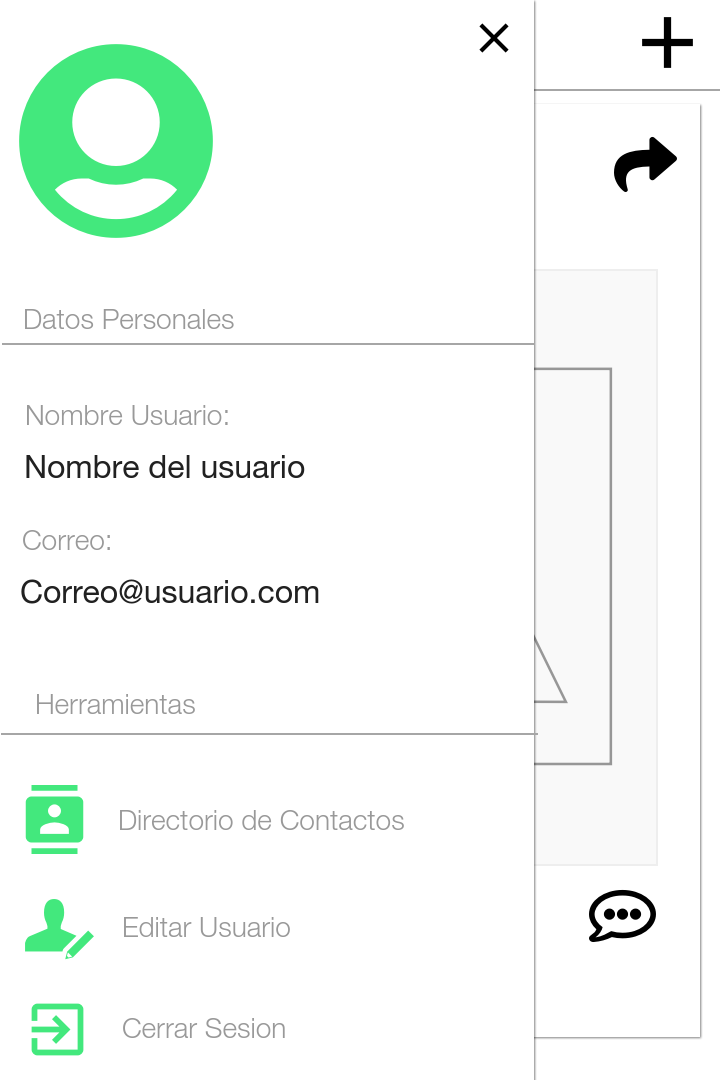 Datos Personales
Nombre Usuario:
Nombre del usuario
Correo:
Correo@usuario.com
Herramientas
Directorio de Contactos
Editar Usuario
Cerrar Sesion